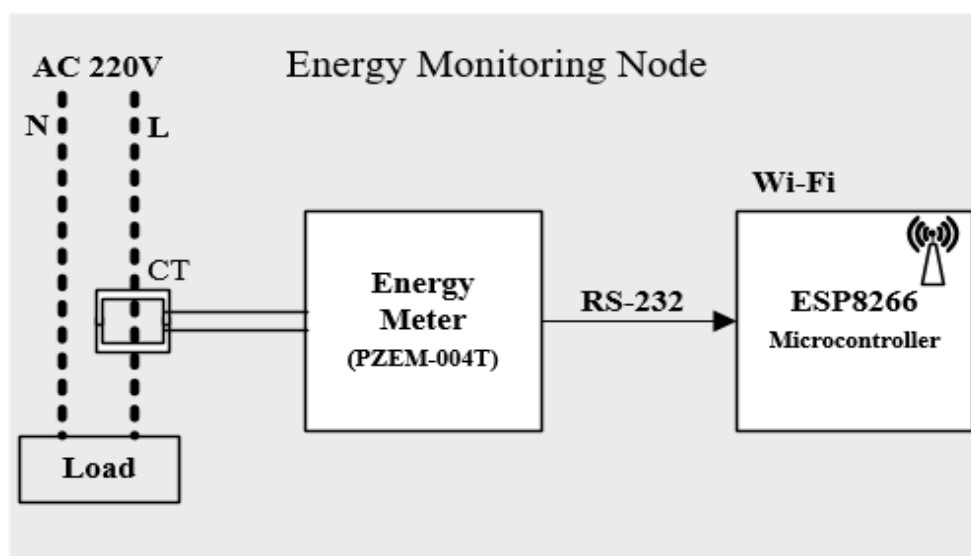 AC 220V
Energy Monitoring Node
N
L
Wi-Fi
CT
Energy
Meter
(PZEM-004T)
RS-232
ESP8266
Microcontroller
Load